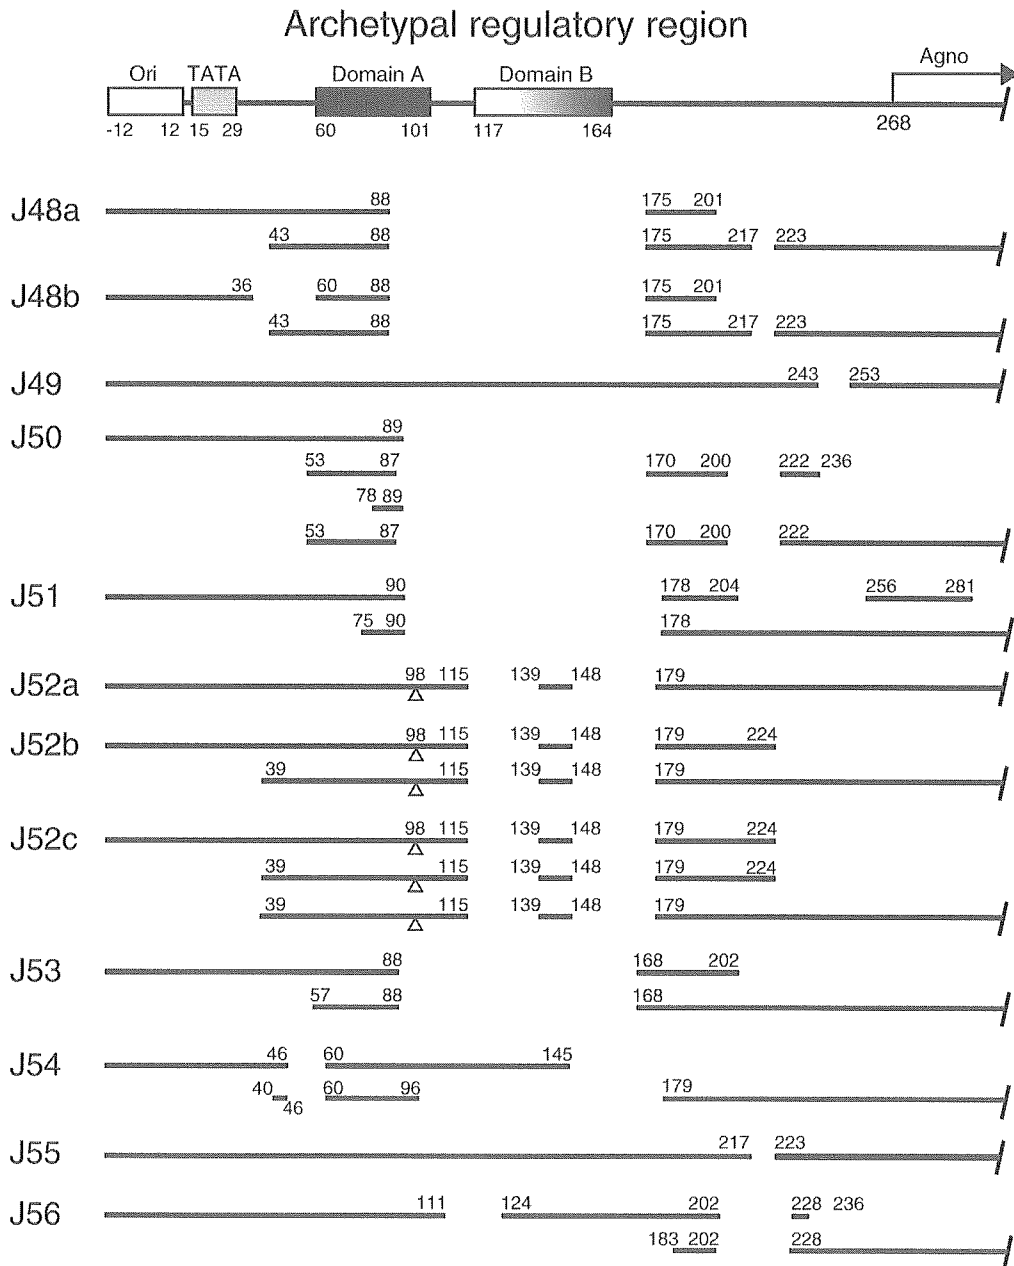 Archetypal regulatory region
Agno
Ori TATA Domain A Domain B
-12 12 15 29 60 101 117 164 268
J48a 88 175 201
43 88 175 217 223
J48b 36 60 88 175 201
43 88 175 217 223
J49 243 253
J50 89
53 87 170 200 222 236
78 89
53 87 170 200 222
J51 90 178 204 256 281
75 90 178
J52a 98 115 139 148 179
J52b 98 115 139 148 179 224
39 115 139 148 179
J52c 98 115 139 148 179 224
39 115 139 148 179 224
39 115 139 148 179
J53 88 168 202
57 88 168
J54 46 60 145
40 46 60 96 179
J55 217 223
J56 111 124 202 228 236
183 202 228